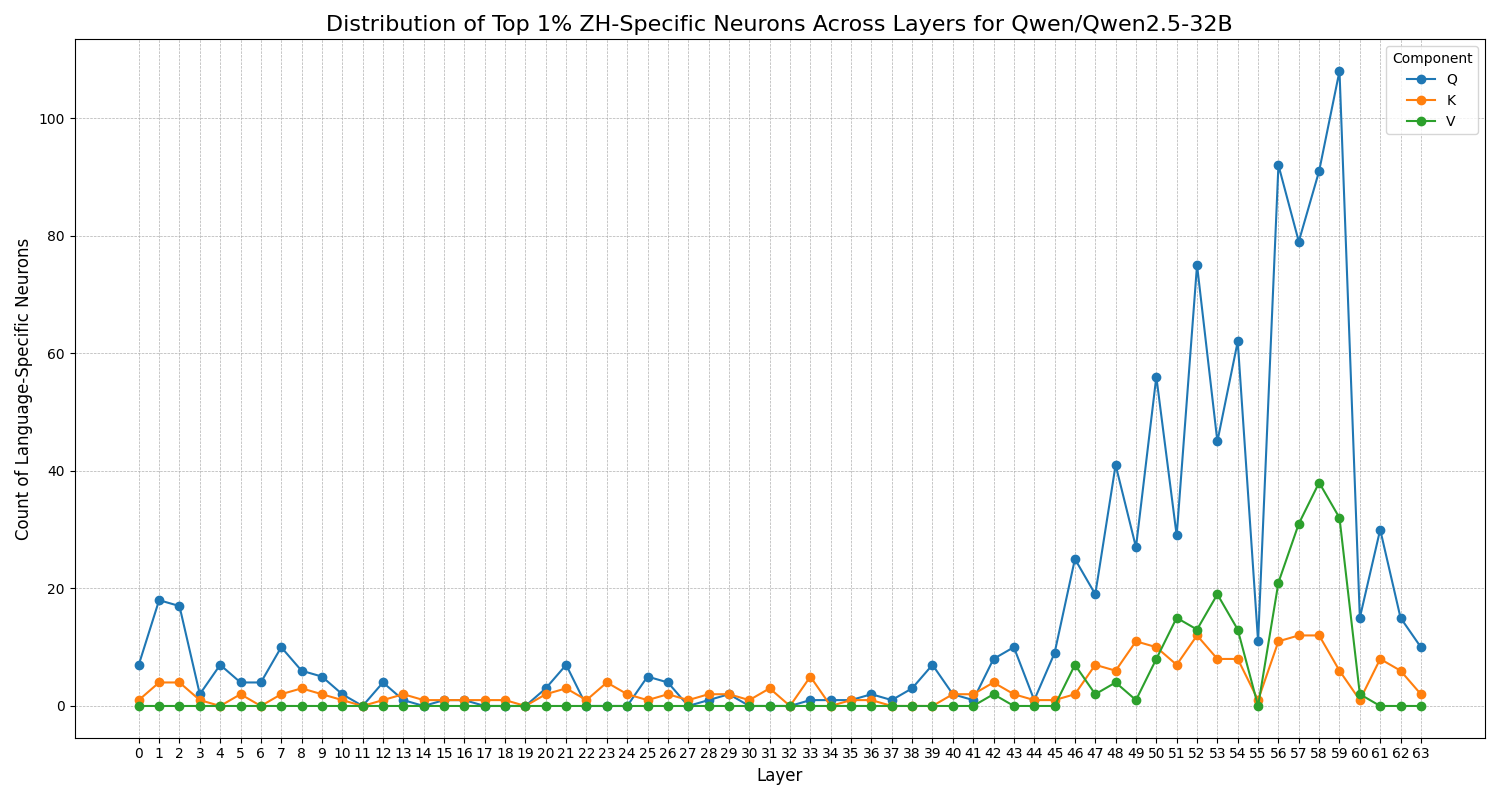 Distribution of Top 1% ZH-Specific Neurons Across Layers for Qwen/Qwen2.5-32B
Component
Q
K
V
Count of Language-Specific Neurons
100
80
60
40
20
0
0 1 2 3 4 5 6 7 8 9 10 11 12 13 14 15 16 17 18 19 20 21 22 23 24 25 26 27 28 29 30 31 32 33 34 35 36 37 38 39 40 41 42 43 44 45 46 47 48 49 50 51 52 53 54 55 56 57 58 59 60 61 62 63
Layer